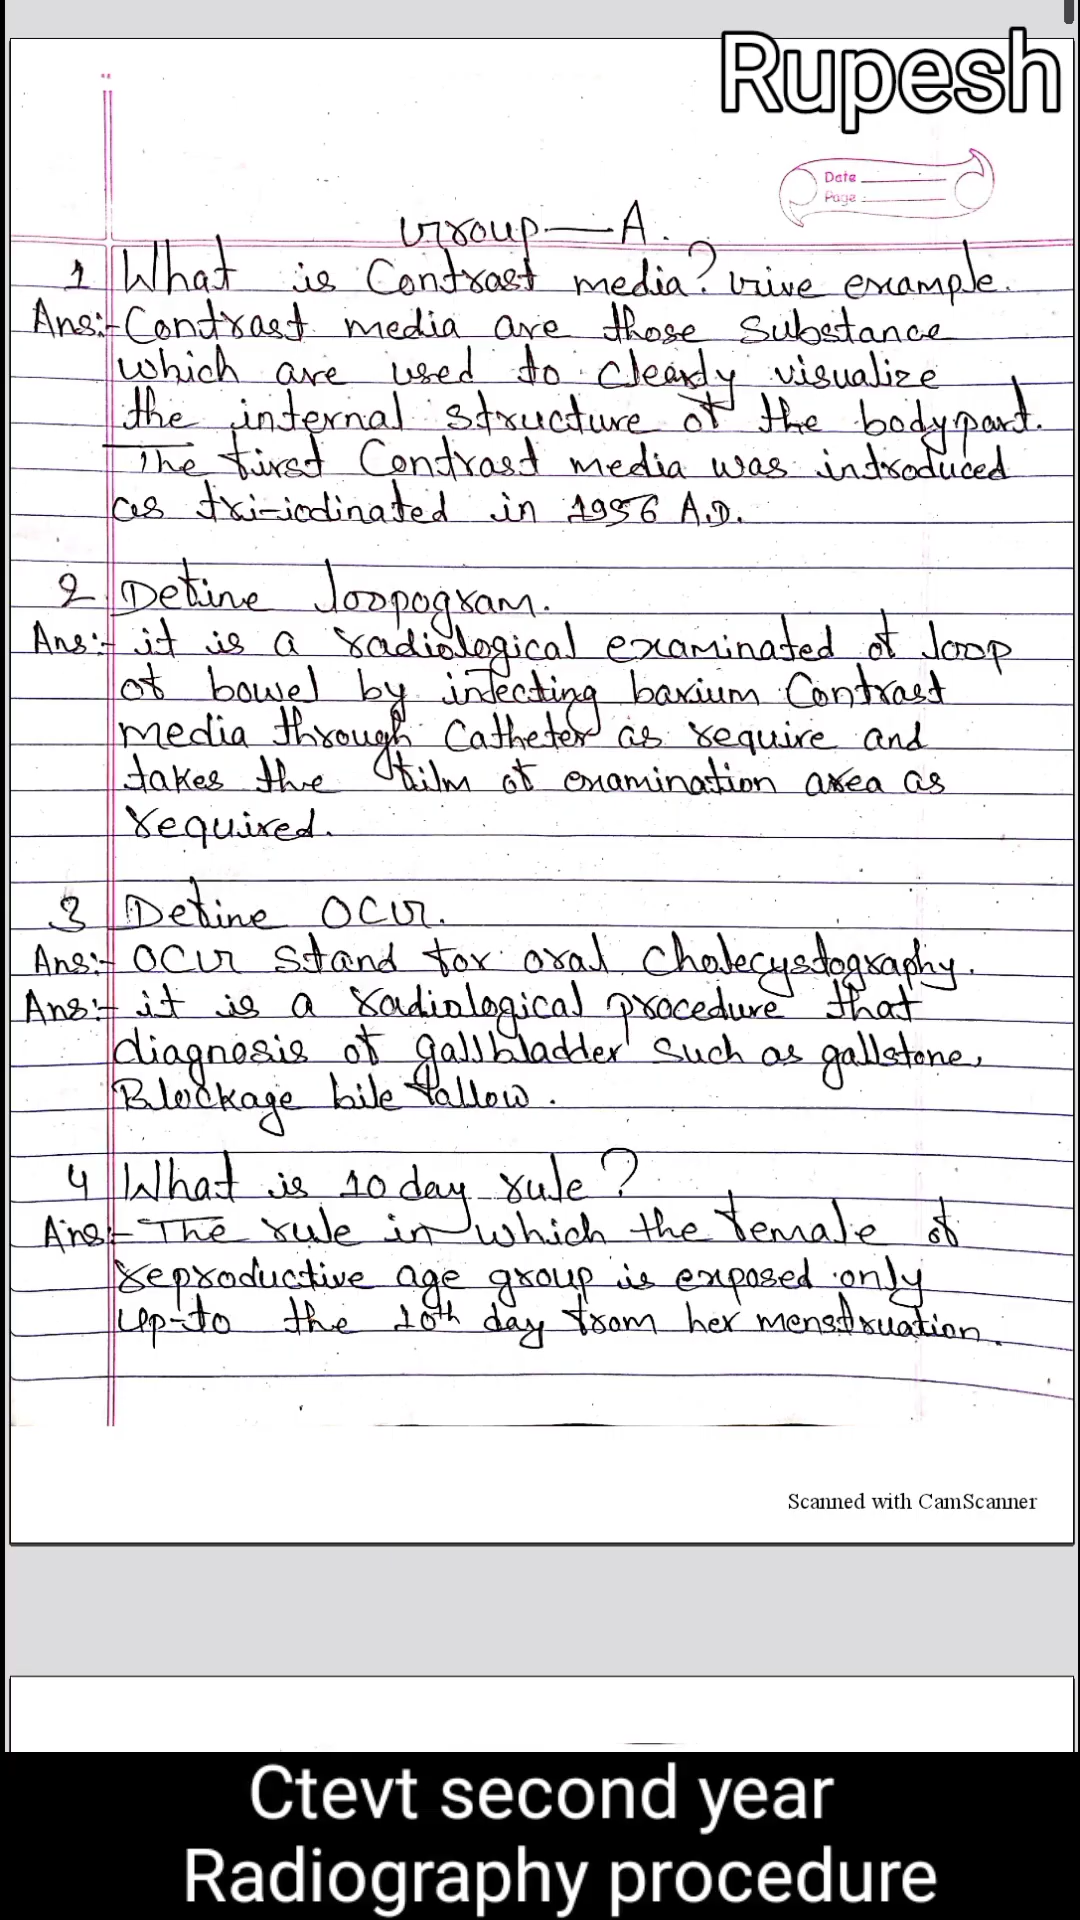 Rupesh
Date
Page
Group — A.
1 What is Contrast media? Give example.
Ans:- Contrast media are those substance
which are used to clearly visualize
the internal structure of the body part.
The first Contrast media was introduced
as tri-iodinated in 1956 A.D.
2 Define loopogram.
Ans:- it is a radiological examinated of loop
of bowel by infecting barium Contrast
media through Catheter as require and
takes the film of examination area as
required.
3 Define OCG.
Ans:- OCG stand for oral Cholecystography.
Ans:- it is a radiological procedure that
diagnosis of gallbladder such as gallstone,
Blockage bile fallow.
4 What is 10 day rule?
Ans:- The rule in which the female of
reproductive age group is exposed only
up-to the 10th day from her menstruation.
Scanned with CamScanner
Ctevt second year
Radiography procedure